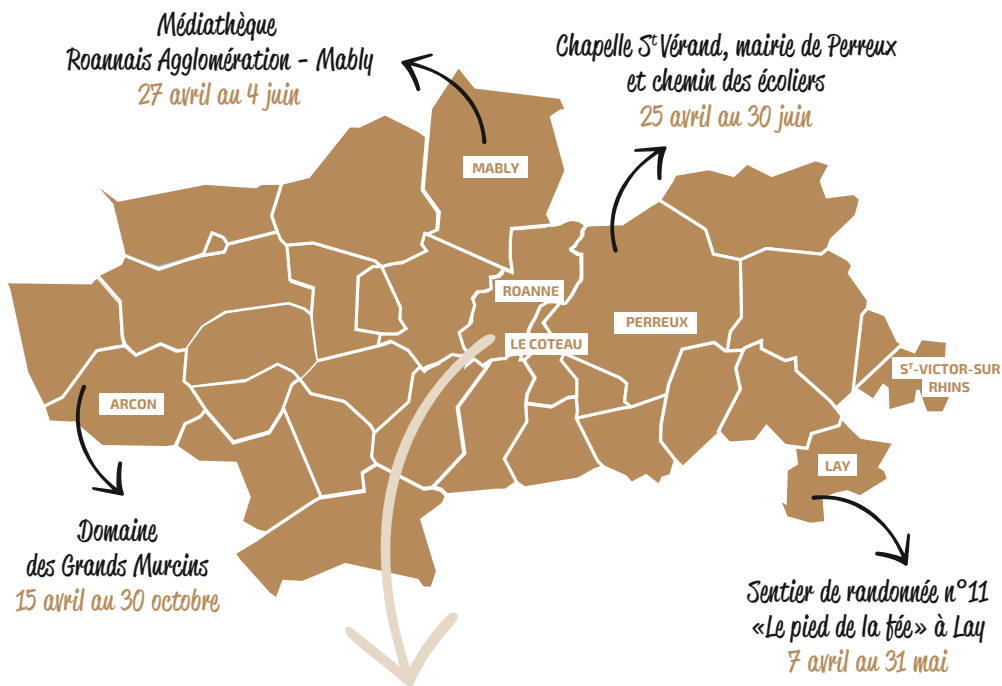 Médiathèque
Roannais Agglomération - Mably
27 avril au 4 juin
Chapelle Sᵗ Vérand, mairie de Perreux
et chemin des écoliers
25 avril au 30 juin
MABLY
ROANNE
PERREUX
LE COTEAU
Sᵀ-VICTOR-SUR
RHINS
ARCON
LAY
Domaine
des Grands Murcins
15 avril au 30 octobre
Sentier de randonnée n°11
«Le pied de la fée» à Lay
7 avril au 31 mai